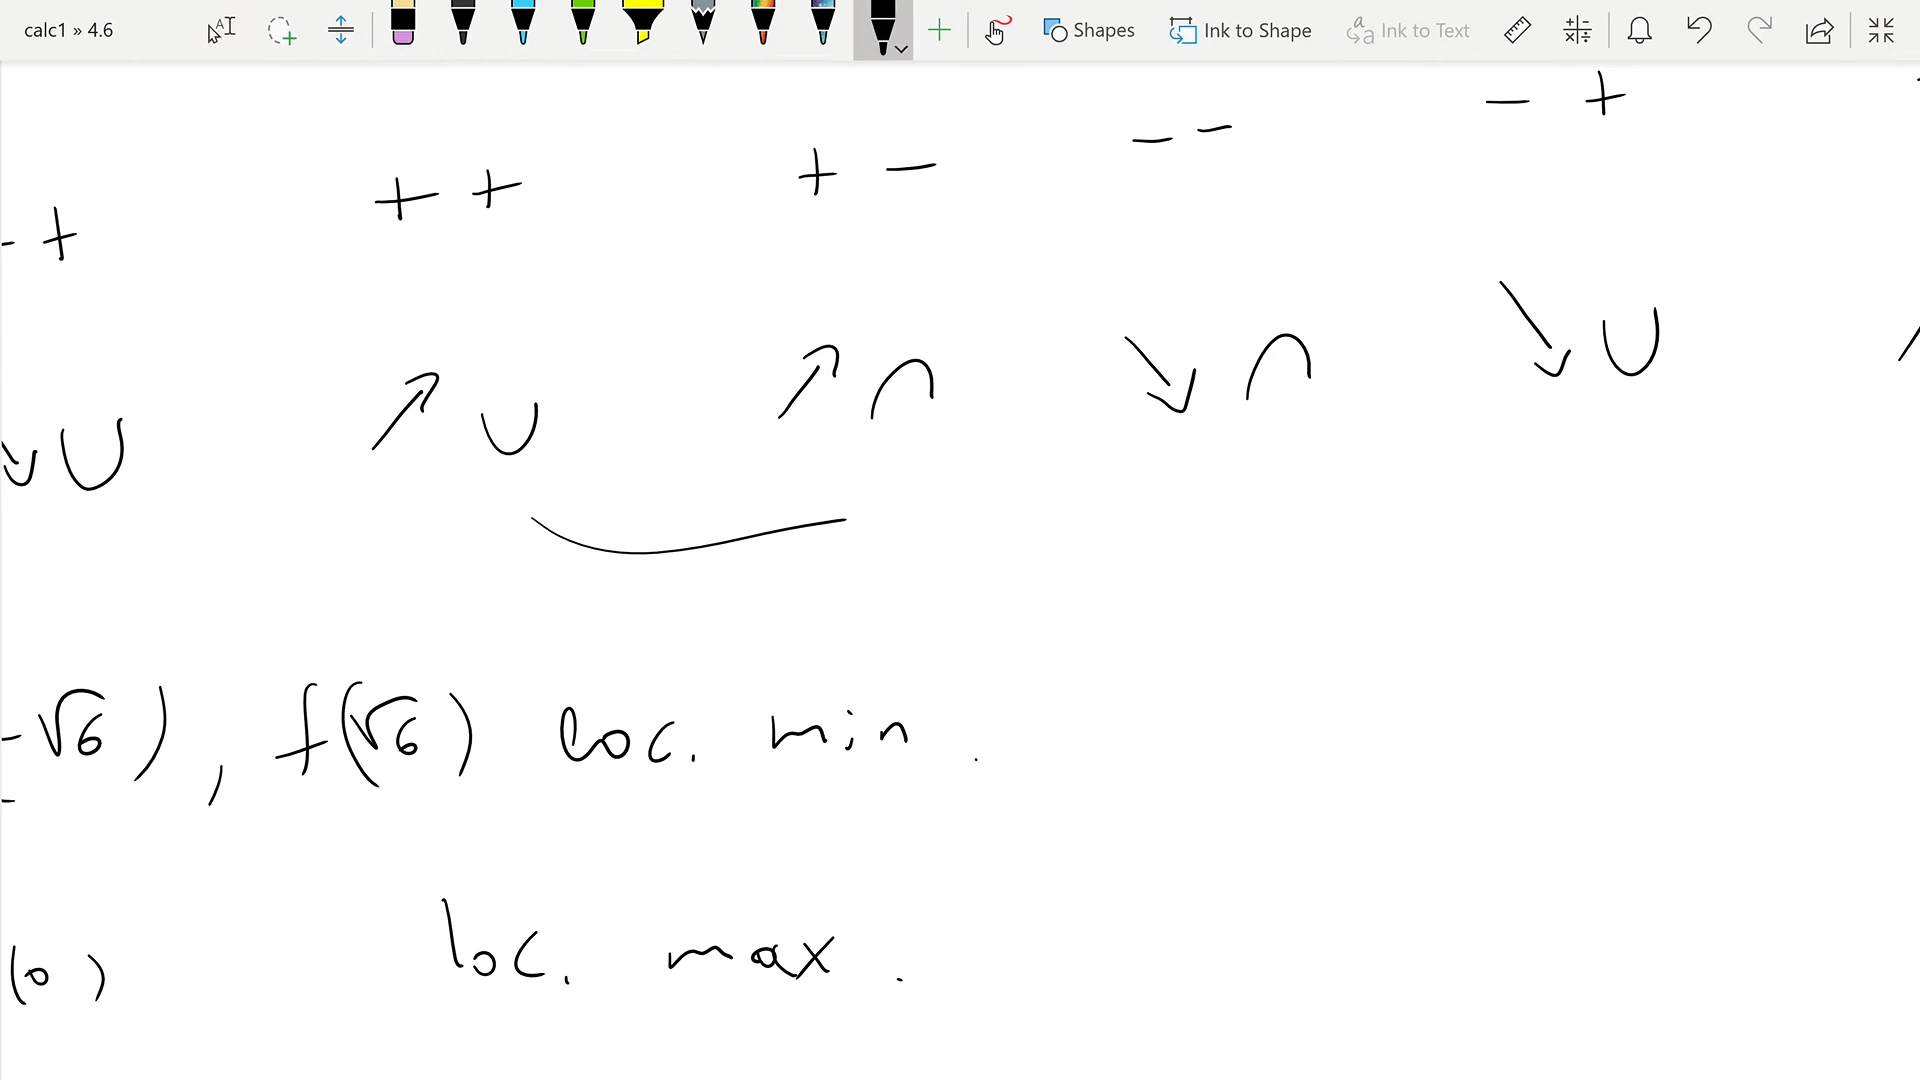 calc1 » 4.6 Shapes Ink to Shape Ink to Text
- + + + + - - - - +
↘ ∪ ↗ ∪ ↗ ∩ ↘ ∩ ↘ ∪
-√6), f(√6) loc. min.
(0) loc. max.